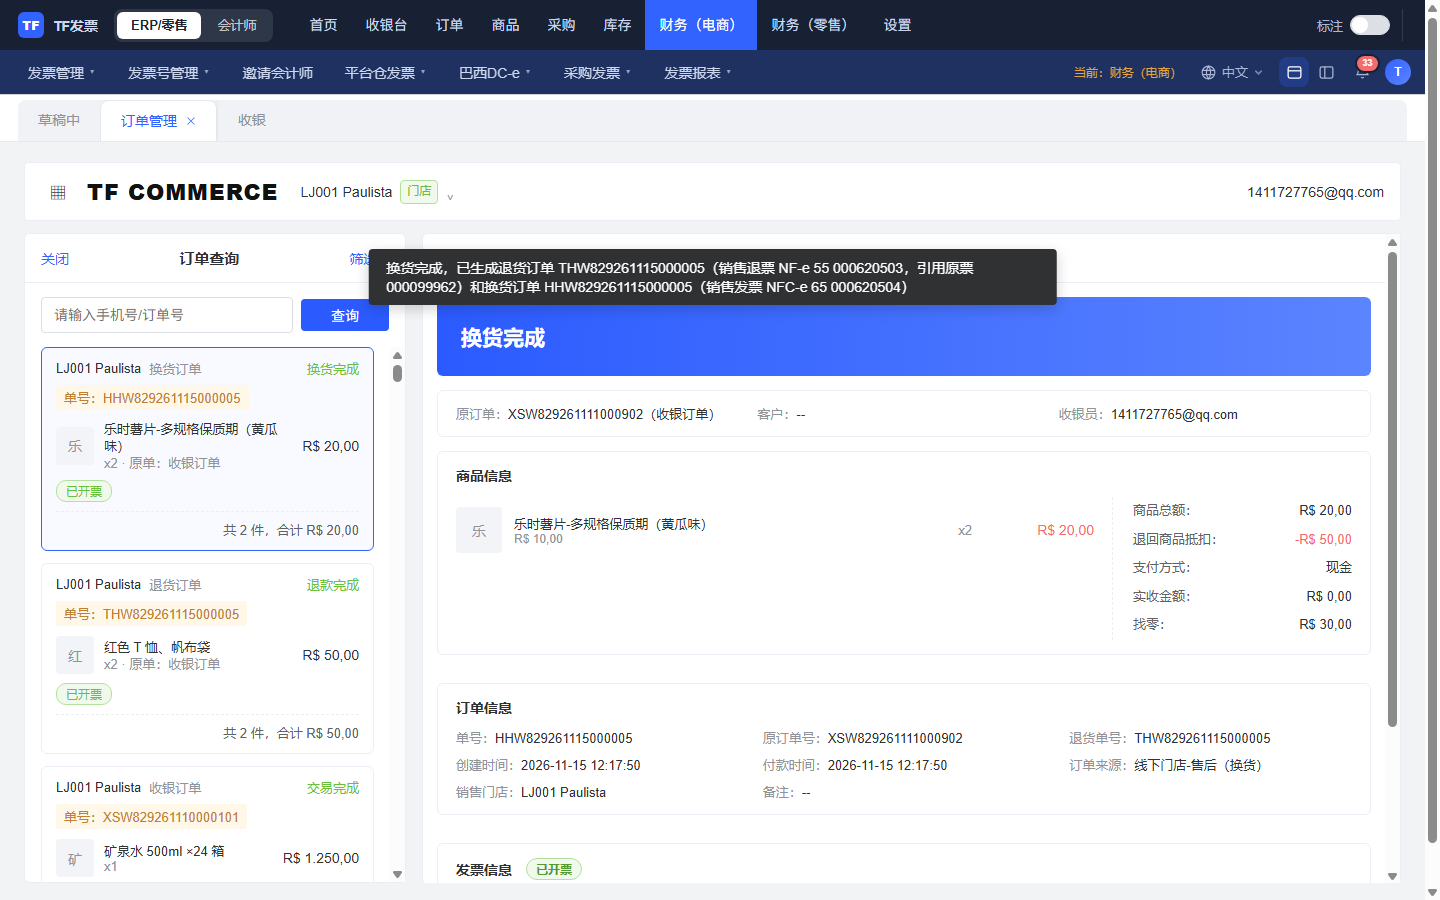 TF TF发票 ERP/零售 会计师 首页 收银台 订单 商品 采购 库存 财务（电商） 财务（零售） 设置 标注
发票管理 发票号管理 邀请会计师 平台仓发票 巴西DC-e 采购发票 发票报表 当前：财务（电商） 中文 33 T
草稿中 订单管理 × 收银
TF COMMERCE LJ001 Paulista 门店 1411727765@qq.com
关闭 订单查询
换货完成，已生成退货订单 THW829261115000005（销售退票 NF-e 55 000620503，引用原票
000099962）和换货订单 HHW829261115000005（销售发票 NFC-e 65 000620504）
请输入手机号/订单号 查询
LJ001 Paulista 换货订单 换货完成
单号：HHW829261115000005
乐 乐时薯片-多规格保质期（黄瓜
味） R$ 20,00
x2 · 原单：收银订单
已开票
共 2 件，合计 R$ 20,00
LJ001 Paulista 退货订单 退款完成
单号：THW829261115000005
红 红色 T 恤、帆布袋 R$ 50,00
x2 · 原单：收银订单
已开票
共 2 件，合计 R$ 50,00
LJ001 Paulista 收银订单 交易完成
单号：XSW829261110000101
矿 矿泉水 500ml ×24 箱 R$ 1.250,00
x1
换货完成
原订单：XSW829261111000902（收银订单） 客户：-- 收银员：1411727765@qq.com
商品信息
乐 乐时薯片-多规格保质期（黄瓜味） x2 R$ 20,00
R$ 10,00
商品总额： R$ 20,00
退回商品抵扣： -R$ 50,00
支付方式： 现金
实收金额： R$ 0,00
找零： R$ 30,00
订单信息
单号：HHW829261115000005 原订单号：XSW829261111000902 退货单号：THW829261115000005
创建时间：2026-11-15 12:17:50 付款时间：2026-11-15 12:17:50 订单来源：线下门店-售后（换货）
销售门店：LJ001 Paulista 备注：--
发票信息 已开票